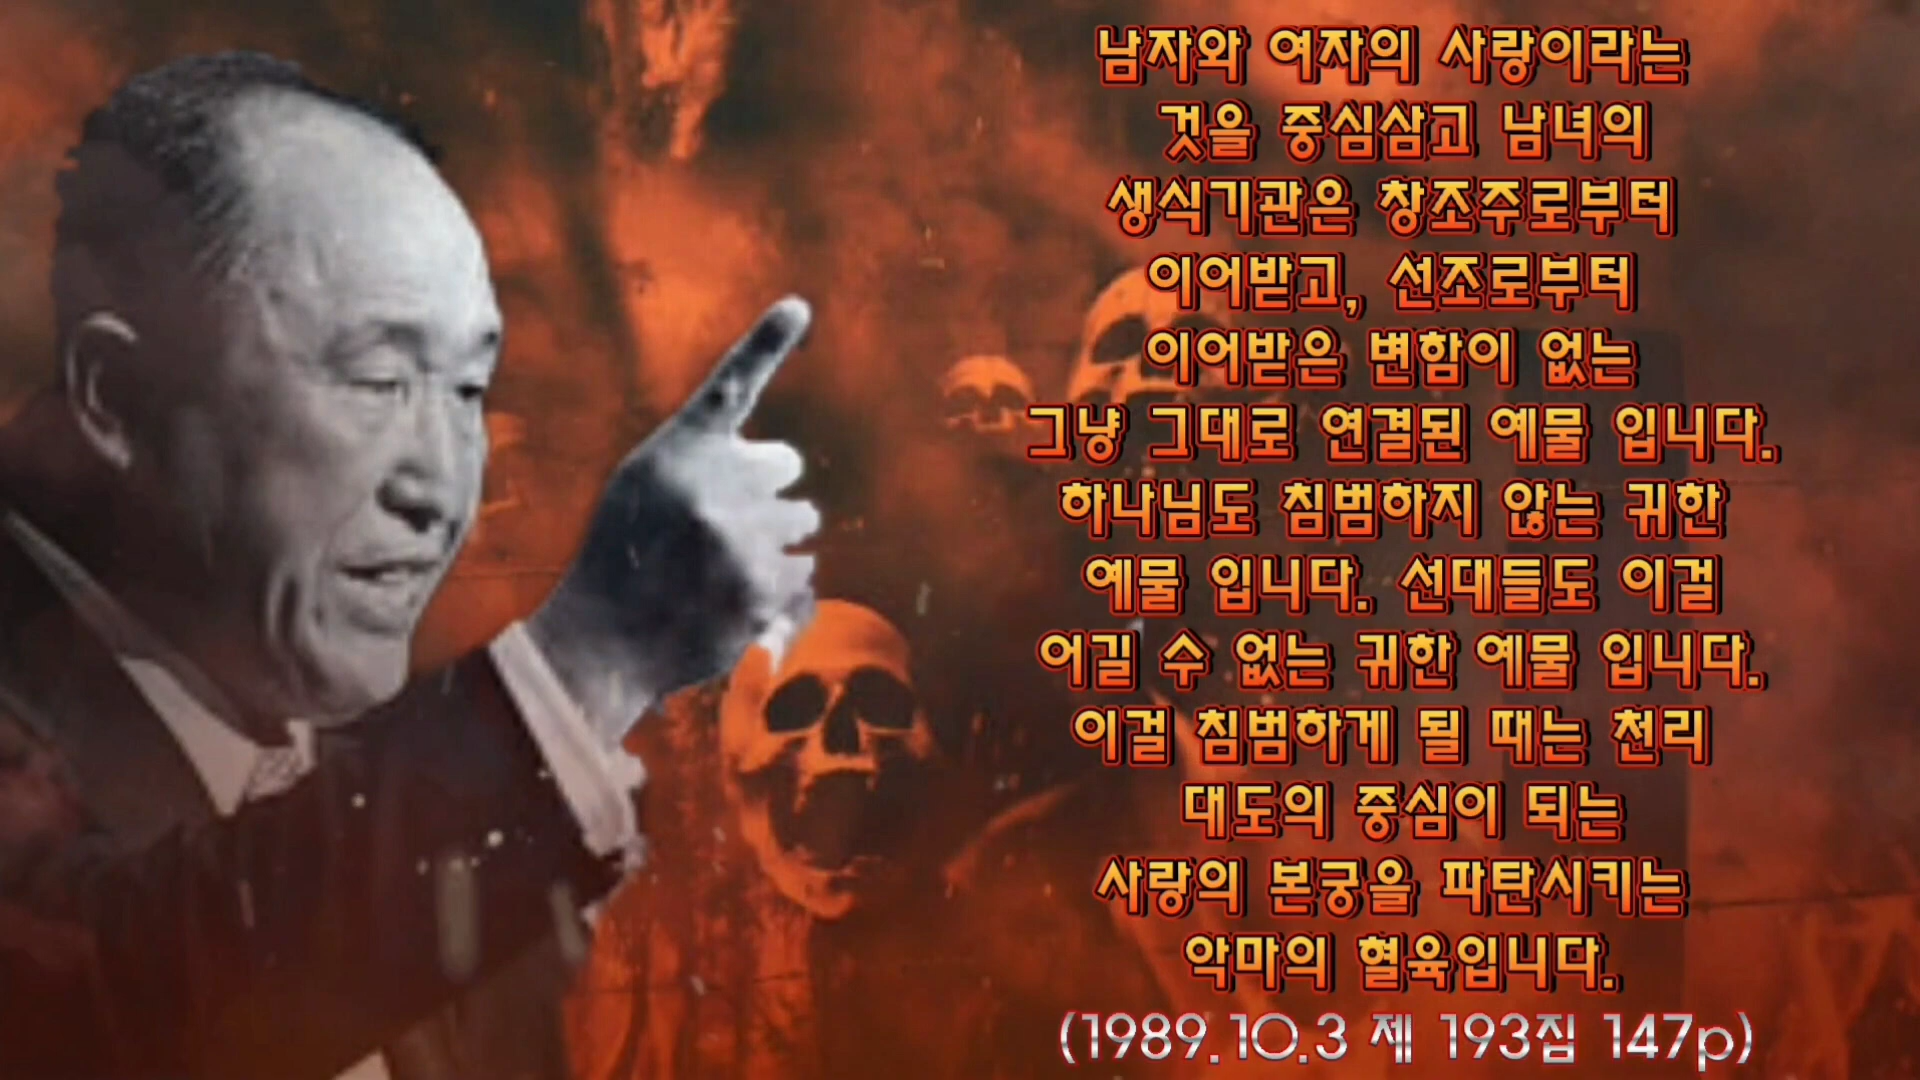 남자와 여자의 사랑이라는
것을 중심삼고 남녀의
생식기관은 창조주로부터
이어받고, 선조로부터
이어받은 변함이 없는
그냥 그대로 연결된 예물 입니다.
하나님도 침범하지 않는 귀한
예물 입니다. 선대들도 이걸
어길 수 없는 귀한 예물 입니다.
이걸 침범하게 될 때는 천리
대도의 중심이 되는
사랑의 본궁을 파탄시키는
악마의 혈육입니다.
(1989.10.3 제 193집 147p)